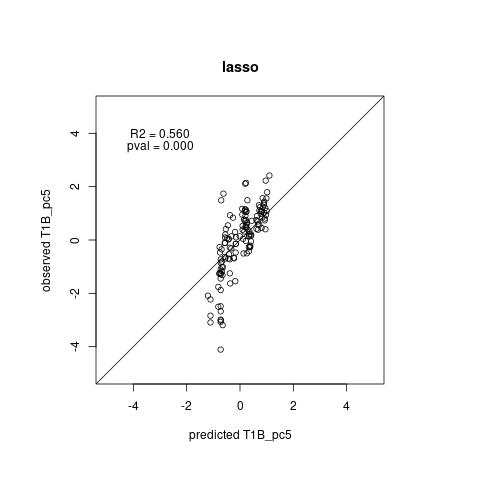 lasso
R2 = 0.560
pval = 0.000
observed T1B_pc5
4
2
0
-2
-4
-4 -2 0 2 4
predicted T1B_pc5